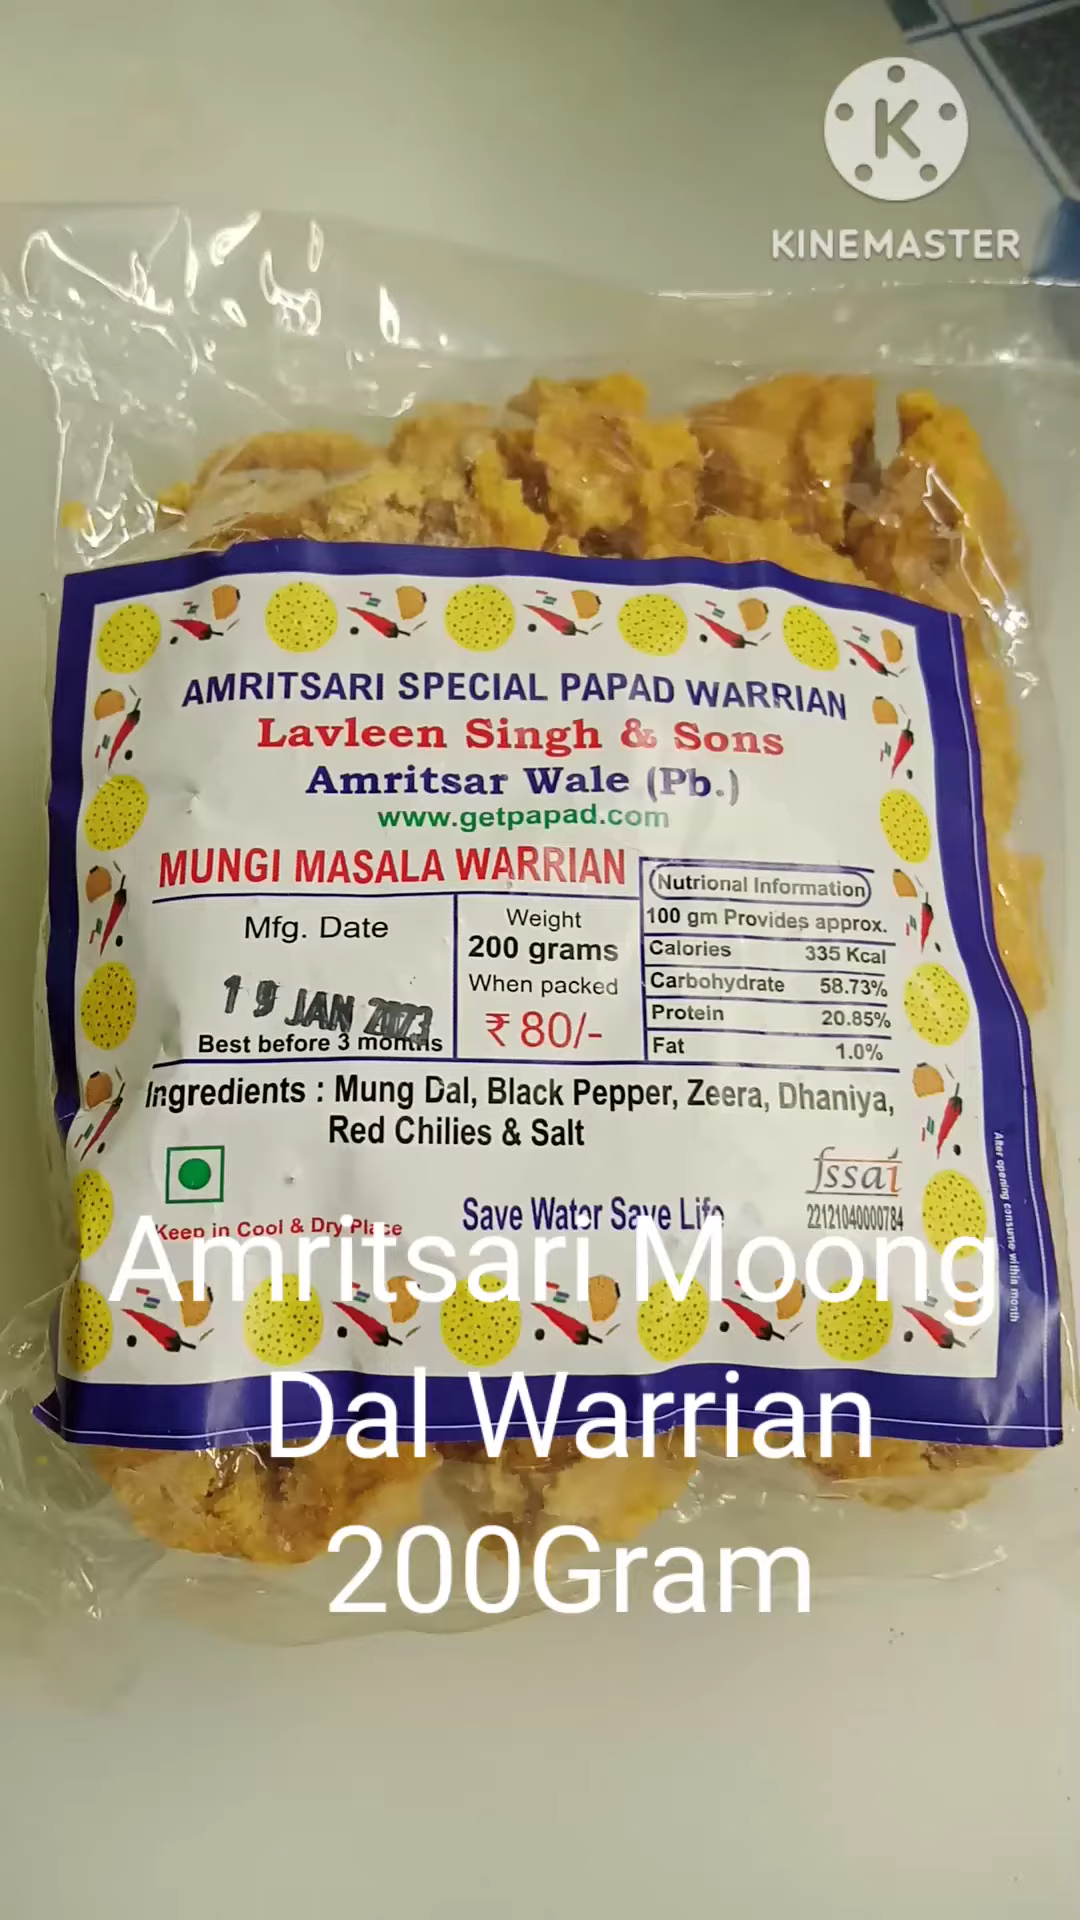 K
KINEMASTER
AMRITSARI SPECIAL PAPAD WARRIAN
Lavleen Singh & Sons
Amritsar Wale (Pb.)
www.getpapad.com
MUNGI MASALA WARRIAN
Mfg. Date
19 JAN 2023
Best before 3 months
Weight
200 grams
When packed
₹ 80/-
Nutrional Information
100 gm Provides approx.
Calories 335 Kcal
Carbohydrate 58.73%
Protein 20.85%
Fat 1.0%
Ingredients : Mung Dal, Black Pepper, Zeera, Dhaniya,
Red Chilies & Salt
fssai
22121040000784
Keep in Cool & Dry Place
Save Water Save Life
After opening consume within month
Amritsari Moong
Dal Warrian
200Gram